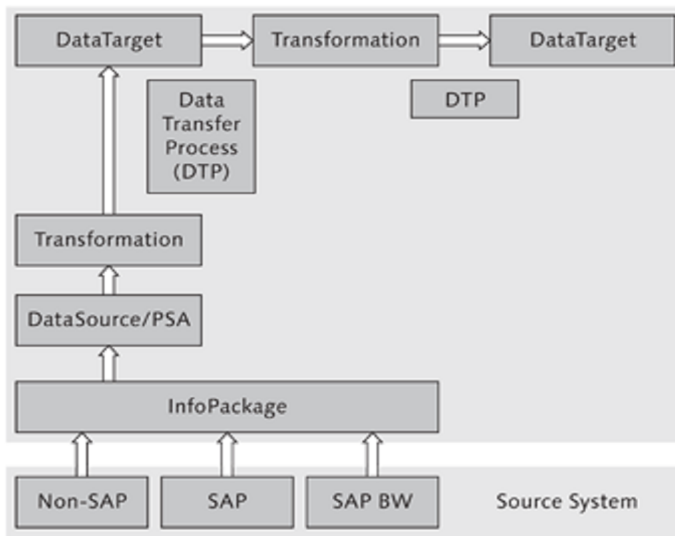 DataTarget
Transformation
DataTarget
Data
Transfer
Process
(DTP)
DTP
Transformation
DataSource/PSA
InfoPackage
Non-SAP
SAP
SAP BW
Source System